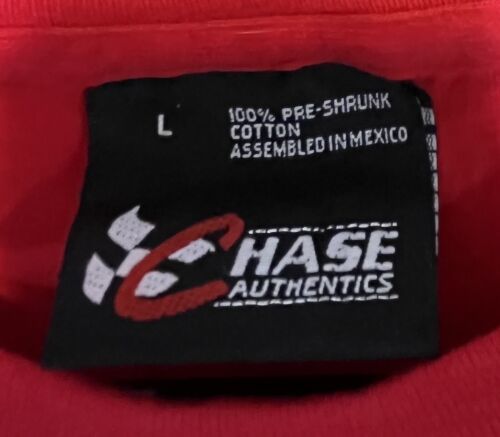 L
100% PRE-SHRUNK
COTTON
ASSEMBLED IN MEXICO
CHASE
AUTHENTICS